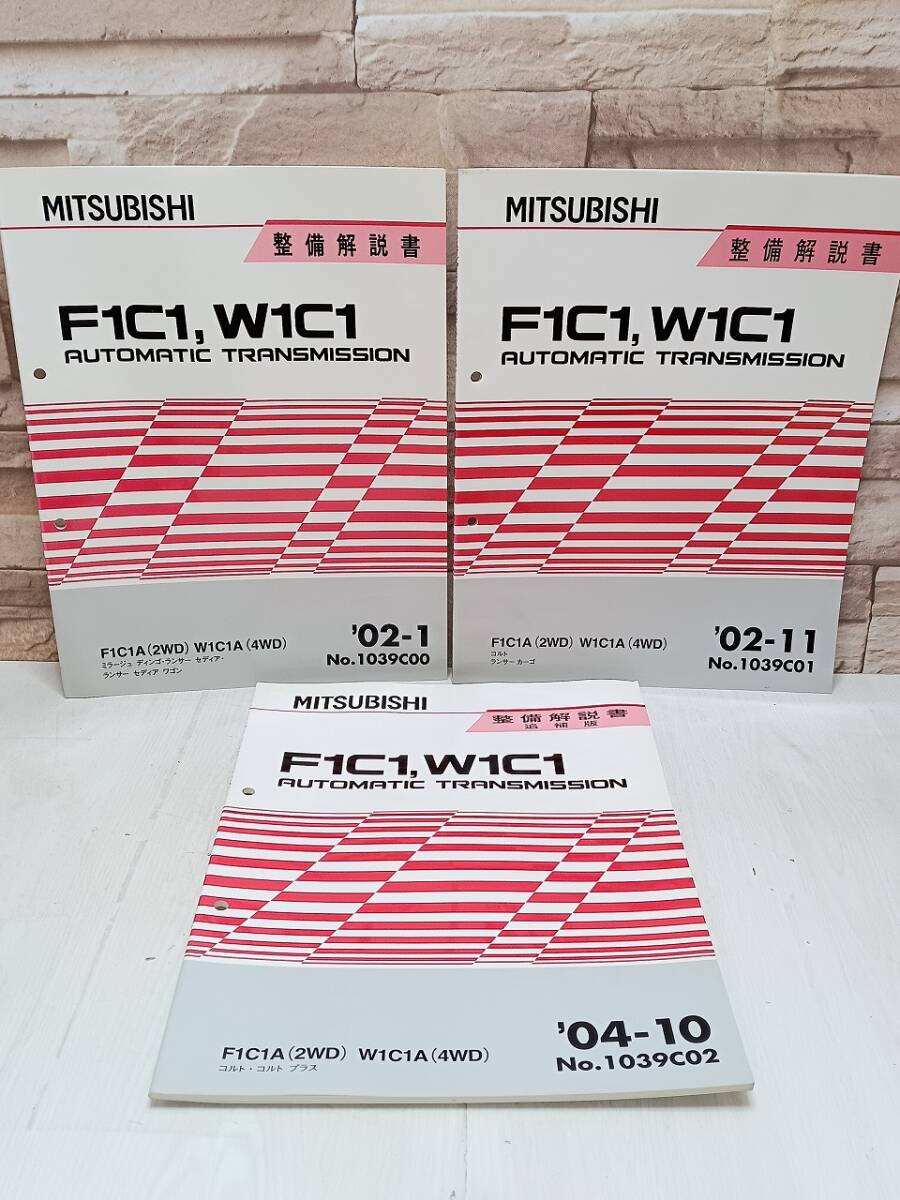 MITSUBISHI
整備解説書
F1C1, W1C1
AUTOMATIC TRANSMISSION
F1C1A(2WD) W1C1A(4WD)
ミラージュ ディンゴ・ランサー セディア・
ランサー セディア ワゴン
'02-1
No.1039C00
MITSUBISHI
整備解説書
F1C1, W1C1
AUTOMATIC TRANSMISSION
F1C1A(2WD) W1C1A(4WD)
コルト
ランサー カーゴ
'02-11
No.1039C01
MITSUBISHI
整備解説書
追補版
F1C1, W1C1
AUTOMATIC TRANSMISSION
F1C1A(2WD) W1C1A(4WD)
コルト・コルト プラス
'04-10
No.1039C02